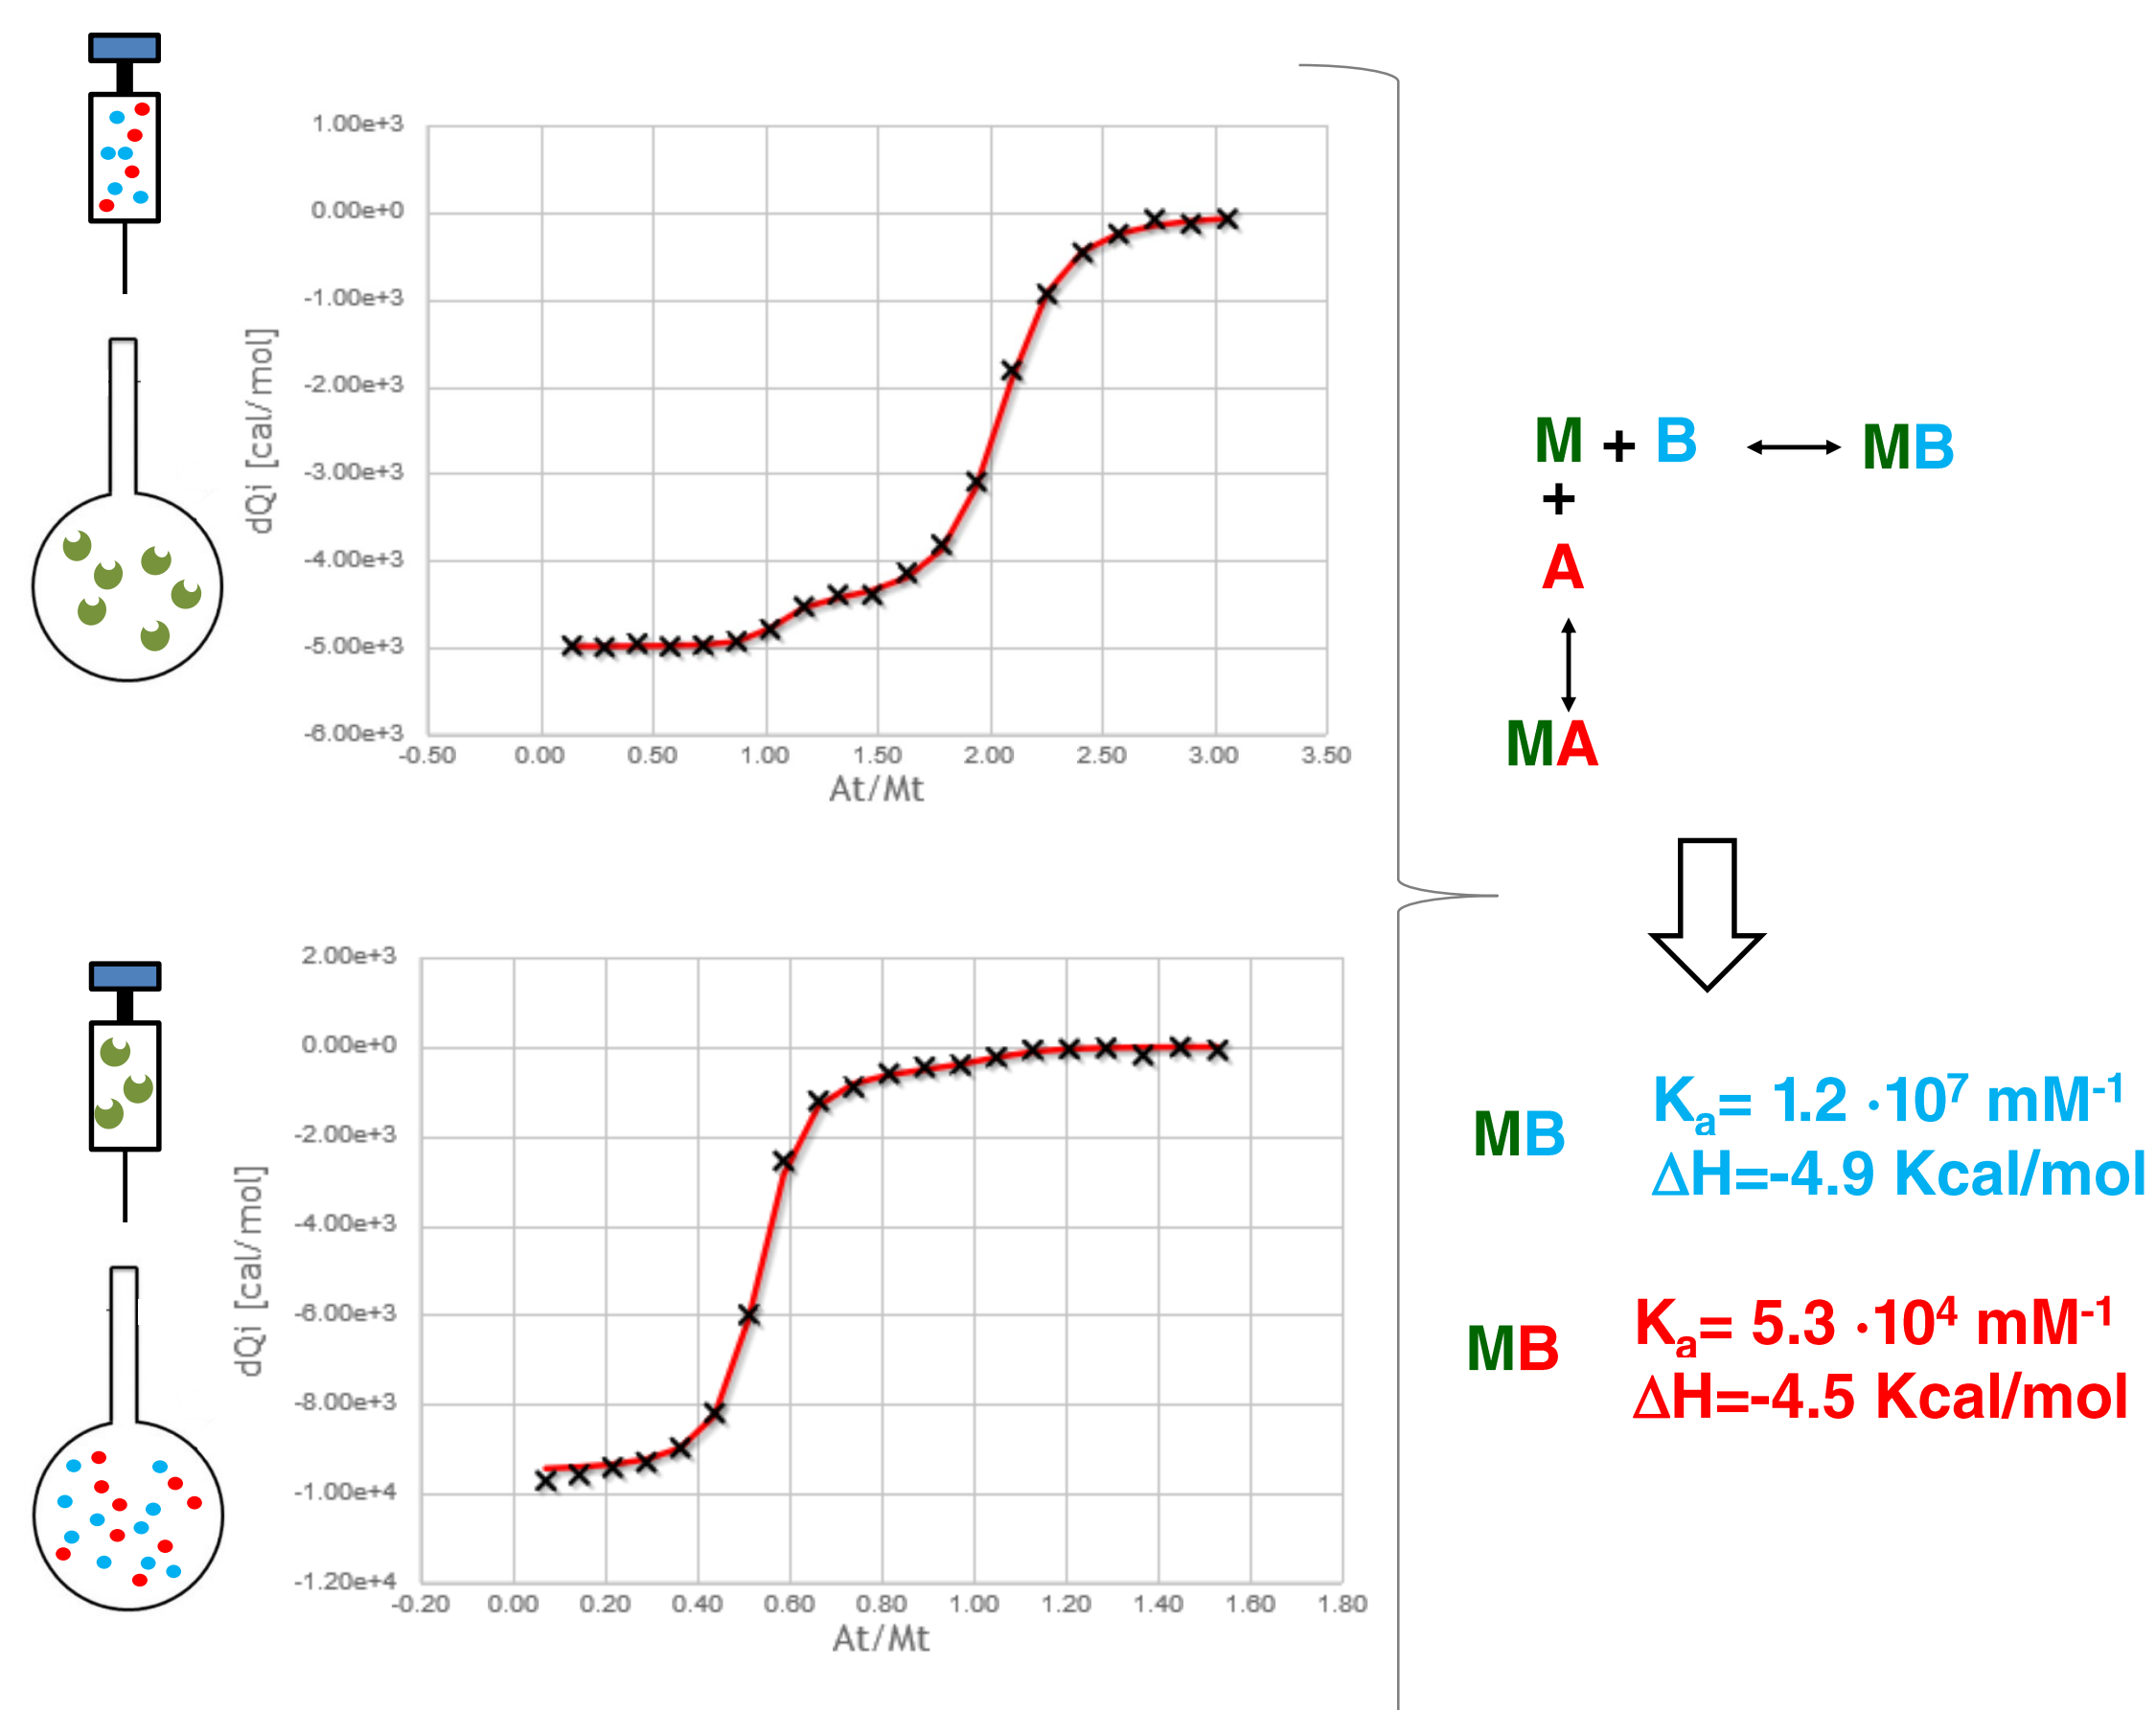 1.00e+3
0.00e+0
-1.00e+3
-2.00e+3
-3.00e+3
-4.00e+3
-5.00e+3
-6.00e+3
dQi [cal/mol]
-0.50 0.00 0.50 1.00 1.50 2.00 2.50 3.00 3.50
At/Mt
M + B MB
+
A
MA
2.00e+3
0.00e+0
-2.00e+3
-4.00e+3
-6.00e+3
-8.00e+3
-1.00e+4
-1.20e+4
dQi [cal/mol]
-0.20 0.00 0.20 0.40 0.60 0.80 1.00 1.20 1.40 1.60 1.80
At/Mt
MB
Ka= 1.2 ·10⁷ mM⁻¹
ΔH=-4.9 Kcal/mol
MB
Ka= 5.3 ·10⁴ mM⁻¹
ΔH=-4.5 Kcal/mol